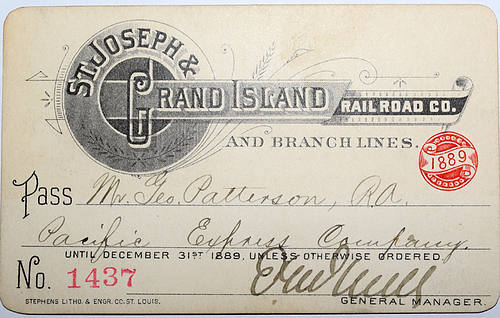 ST. JOSEPH &
GRAND ISLAND
RAIL ROAD CO.
AND BRANCH LINES.
1889
Pass Mr. Geo. Patterson, R.A.
Pacific Express Company.
UNTIL DECEMBER 31ST 1889, UNLESS OTHERWISE ORDERED.
No. 1437
STEPHENS LITHO. & ENGR. CO. ST. LOUIS.
GENERAL MANAGER.